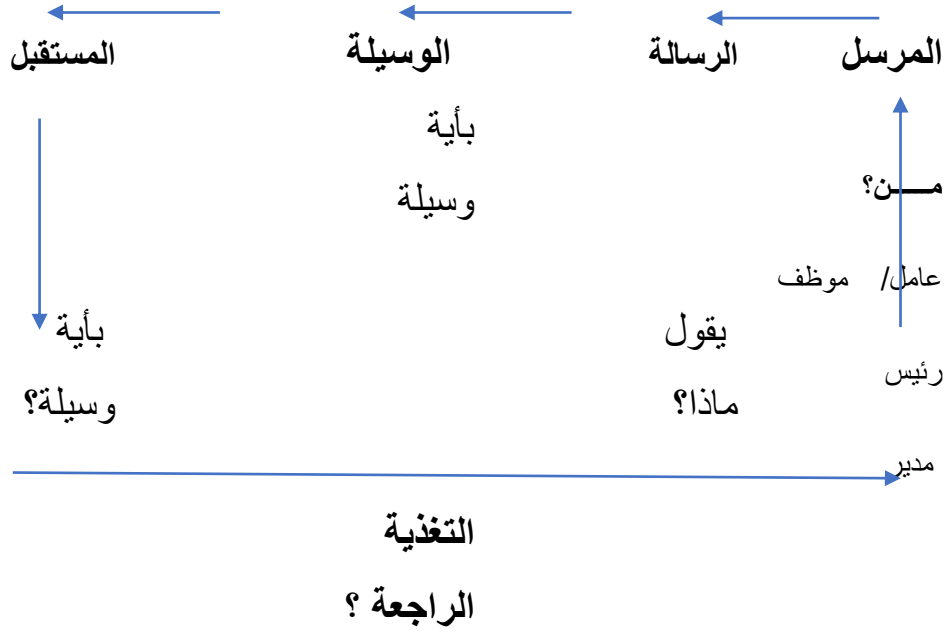 المرسل الرسالة الوسيلة المستقبل
بأية
مـــــن؟
وسيلة
عامل/ موظف
يقول بأية
رئيس
ماذا؟ وسيلة؟
مدير
التغذية
الراجعة ؟